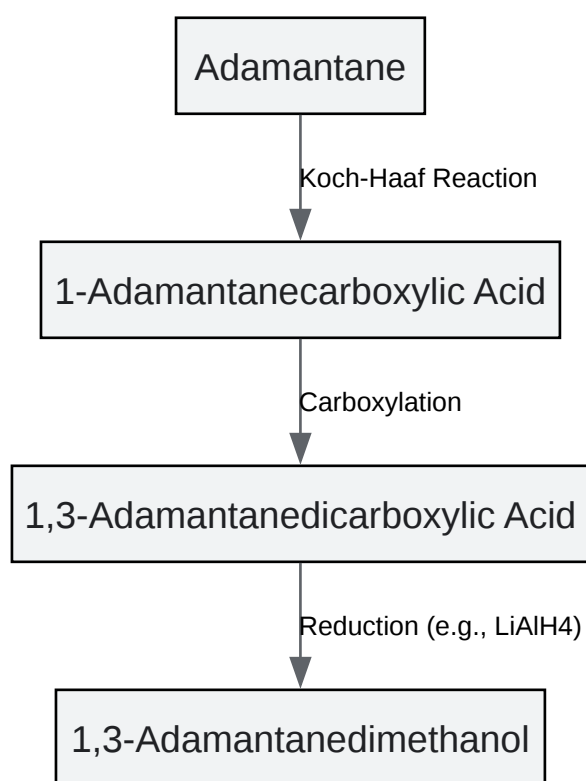 Adamantane
Koch-Haaf Reaction
1-Adamantanecarboxylic Acid
Carboxylation
1,3-Adamantanedicarboxylic Acid
Reduction (e.g., LiAlH4)
1,3-Adamantanedimethanol